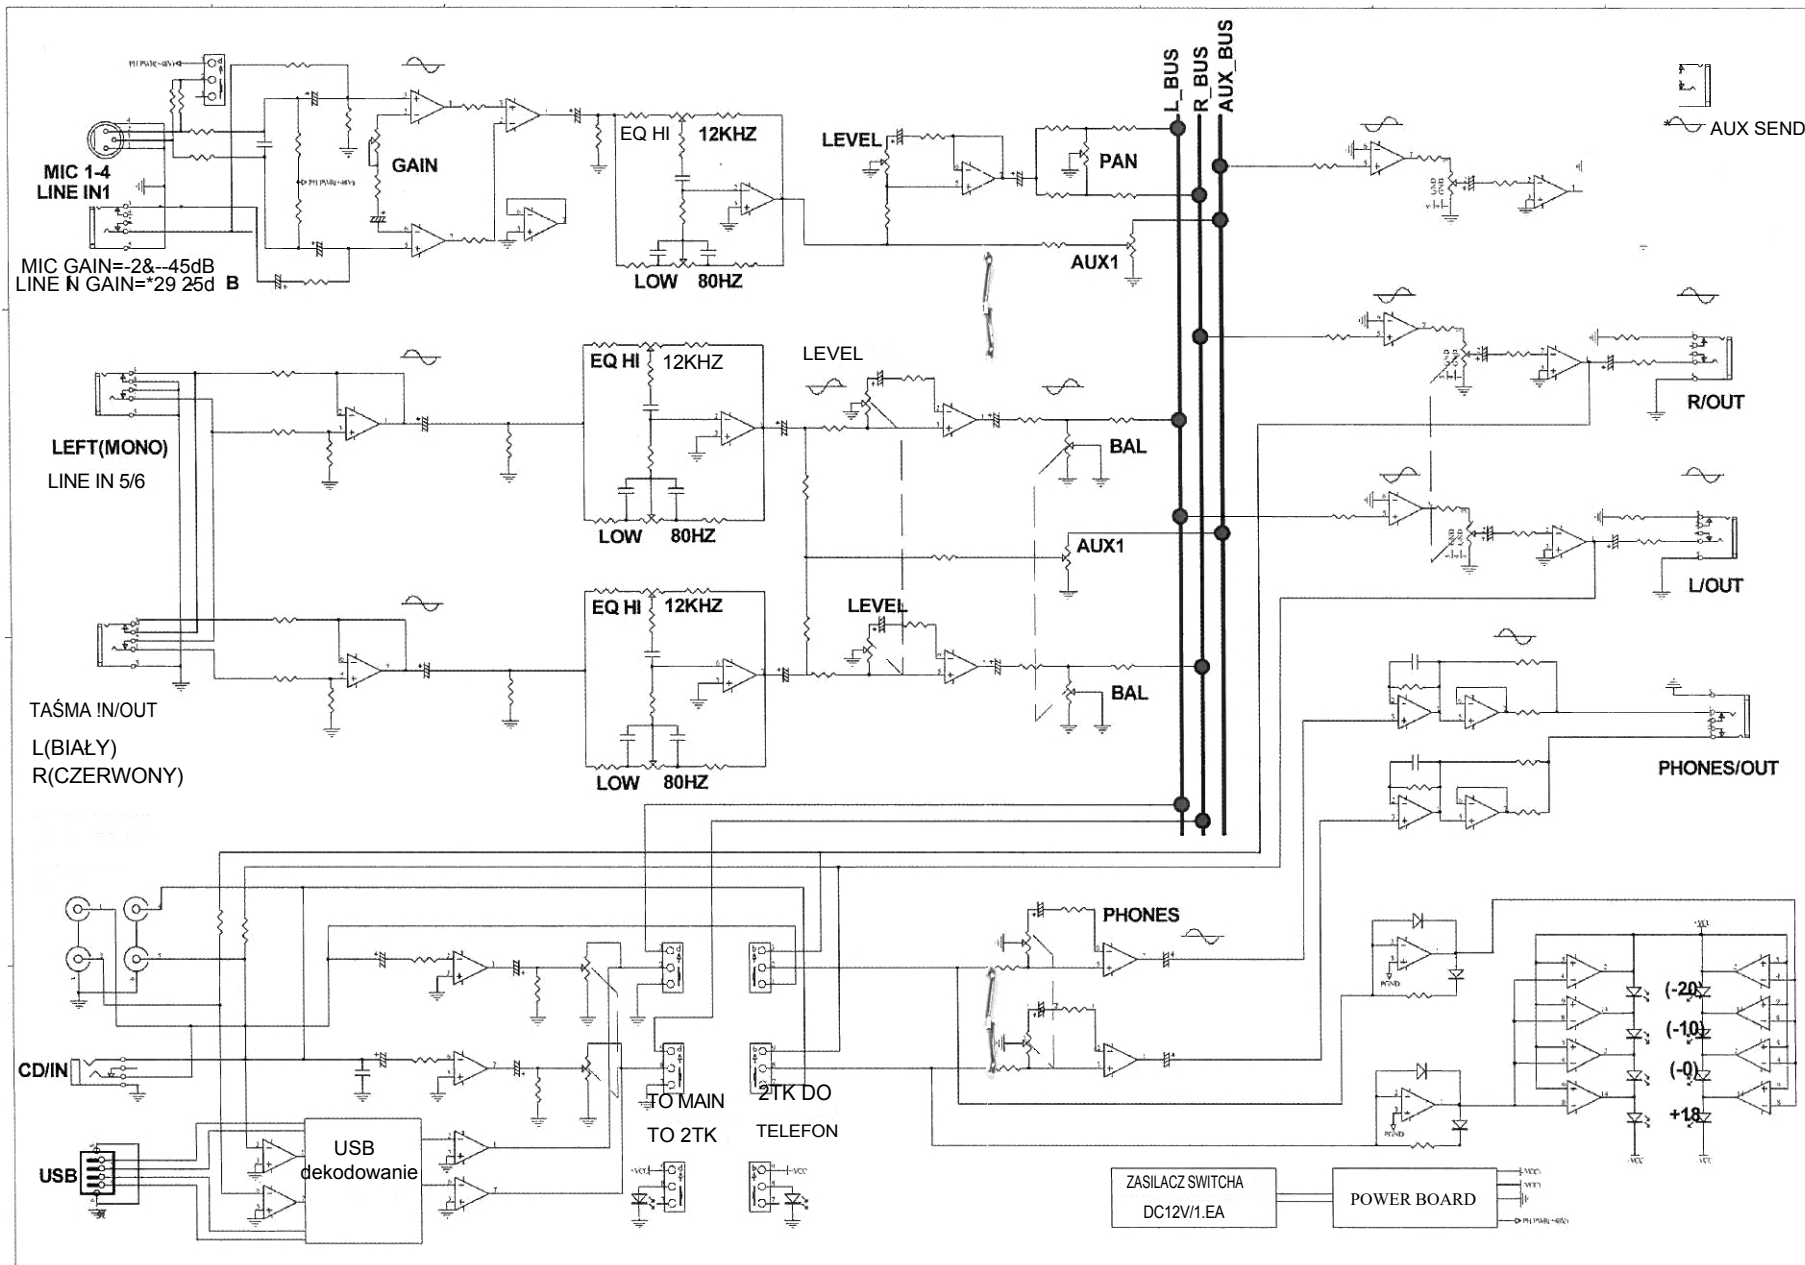 L_BUS
R_BUS
AUX_BUS
AUX SEND
MIC 1-4
LINE IN1
GAIN
EQ HI
12KHZ
LOW
80HZ
LEVEL
PAN
AUX1
MIC GAIN=-2&--45dB
LINE N GAIN=*29 25d B
LEFT(MONO)
LINE IN 5/6
EQ HI
12KHZ
LOW
80HZ
LEVEL
BAL
AUX1
R/OUT
L/OUT
EQ HI
12KHZ
LOW
80HZ
LEVEL
BAL
TAŚMA !N/OUT
L(BIAŁY)
R(CZERWONY)
PHONES/OUT
PHONES
CD/IN
TO MAIN
TO 2TK
2TK DO
TELEFON
USB
USB
dekodowanie
-VCC
PGND
PGND
(-20)
(-10)
(-0)
+18
ZASILACZ SWITCHA
DC12V/1.EA
POWER BOARD